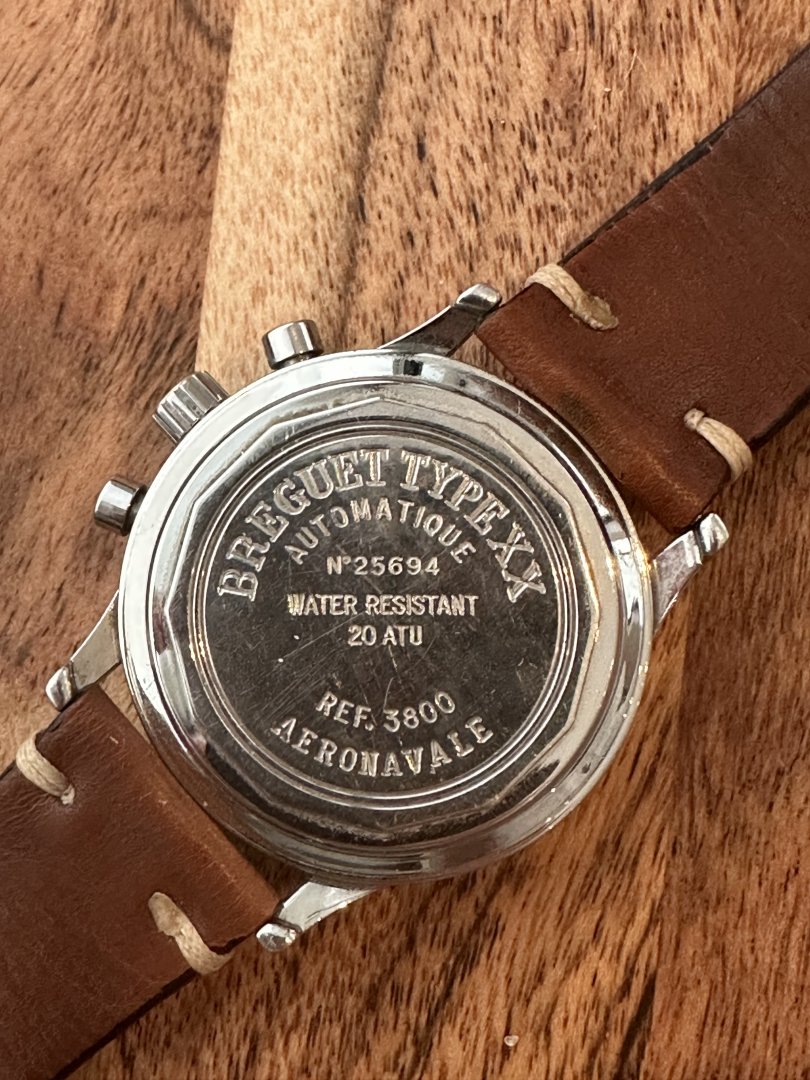 BREGUET TYPE XX
AUTOMATIQUE
N°25694
WATER RESISTANT
20 ATU
REF. 3800
AERONAVALE